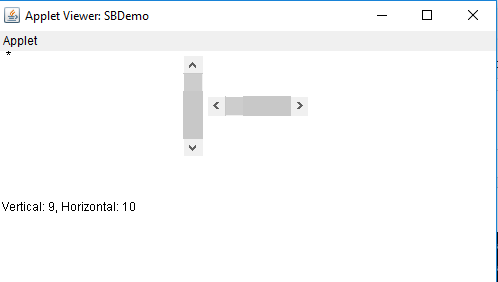 Applet Viewer: SBDemo
Applet
*
Vertical: 9, Horizontal: 10